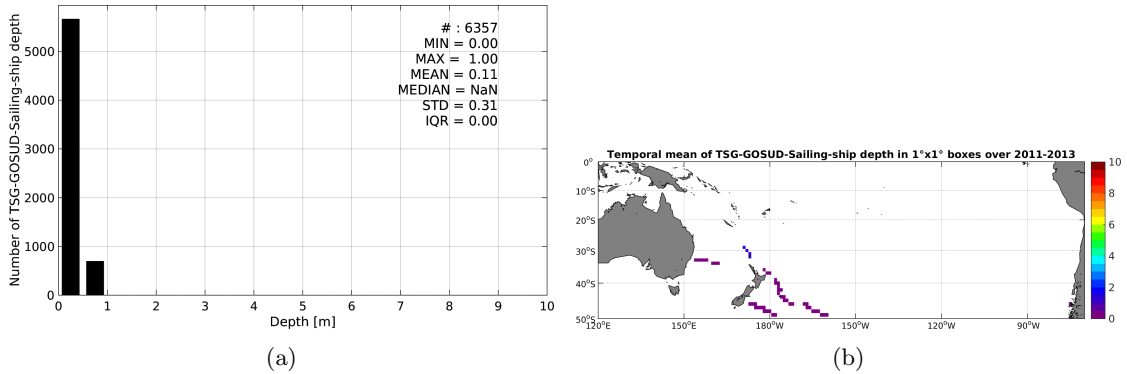 Number of TSG-GOSUD-Sailing-ship depth
5000
4000
3000
2000
1000
0
# : 6357
MIN = 0.00
MAX = 1.00
MEAN = 0.11
MEDIAN = NaN
STD = 0.31
IQR = 0.00
0 1 2 3 4 5 6 7 8 9 10
Depth [m]
(a)
Temporal mean of TSG-GOSUD-Sailing-ship depth in 1°x1° boxes over 2011-2013
0°
10°S
20°S
30°S
40°S
50°S
120°E 150°E 180°W 150°W 120°W 90°W
10
8
6
4
2
0
(b)